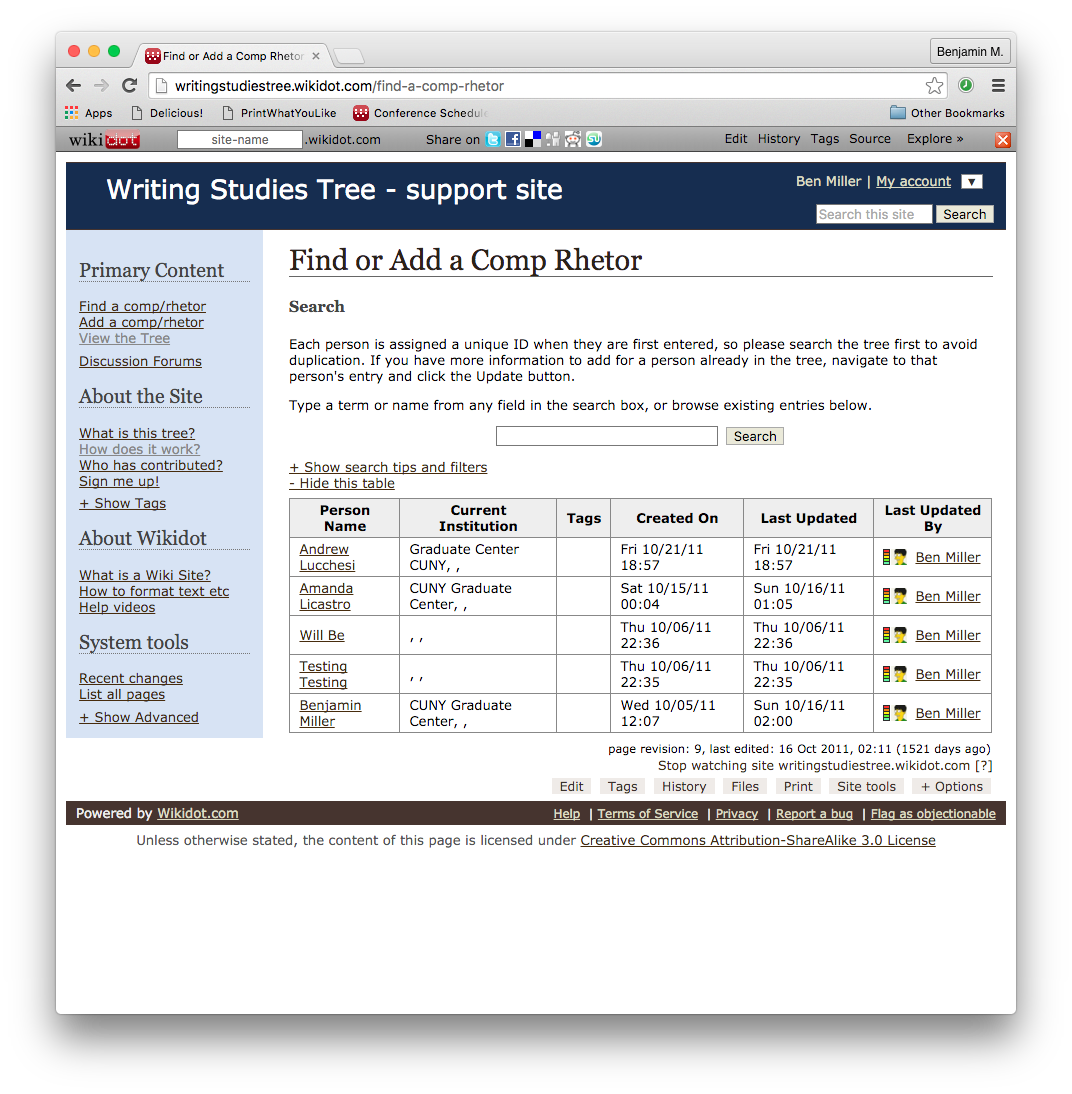 Find or Add a Comp Rhetor
Benjamin M.
writingstudiestree.wikidot.com/find-a-comp-rhetor
Apps Delicious! PrintWhatYouLike Conference Schedule Other Bookmarks
wikidot site-name .wikidot.com Share on Edit History Tags Source Explore »
Writing Studies Tree - support site
Ben Miller | My account ▼
Search this site Search
Primary Content
Find a comp/rhetor
Add a comp/rhetor
View the Tree
Discussion Forums
About the Site
What is this tree?
How does it work?
Who has contributed?
Sign me up!
+ Show Tags
About Wikidot
What is a Wiki Site?
How to format text etc
Help videos
System tools
Recent changes
List all pages
+ Show Advanced
Find or Add a Comp Rhetor
Search
Each person is assigned a unique ID when they are first entered, so please search the tree first to avoid
duplication. If you have more information to add for a person already in the tree, navigate to that
person's entry and click the Update button.
Type a term or name from any field in the search box, or browse existing entries below.
Search
+ Show search tips and filters
- Hide this table
Person Name Current Institution Tags Created On Last Updated Last Updated By
Andrew Lucchesi Graduate Center CUNY, , Fri 10/21/11 18:57 Fri 10/21/11 18:57 Ben Miller
Amanda Licastro CUNY Graduate Center, , Sat 10/15/11 00:04 Sun 10/16/11 01:05 Ben Miller
Will Be , , Thu 10/06/11 22:36 Thu 10/06/11 22:36 Ben Miller
Testing Testing , , Thu 10/06/11 22:35 Thu 10/06/11 22:35 Ben Miller
Benjamin Miller CUNY Graduate Center, , Wed 10/05/11 12:07 Sun 10/16/11 02:00 Ben Miller
page revision: 9, last edited: 16 Oct 2011, 02:11 (1521 days ago)
Stop watching site writingstudiestree.wikidot.com [?]
Edit Tags History Files Print Site tools + Options
Powered by Wikidot.com Help | Terms of Service | Privacy | Report a bug | Flag as objectionable
Unless otherwise stated, the content of this page is licensed under Creative Commons Attribution-ShareAlike 3.0 License